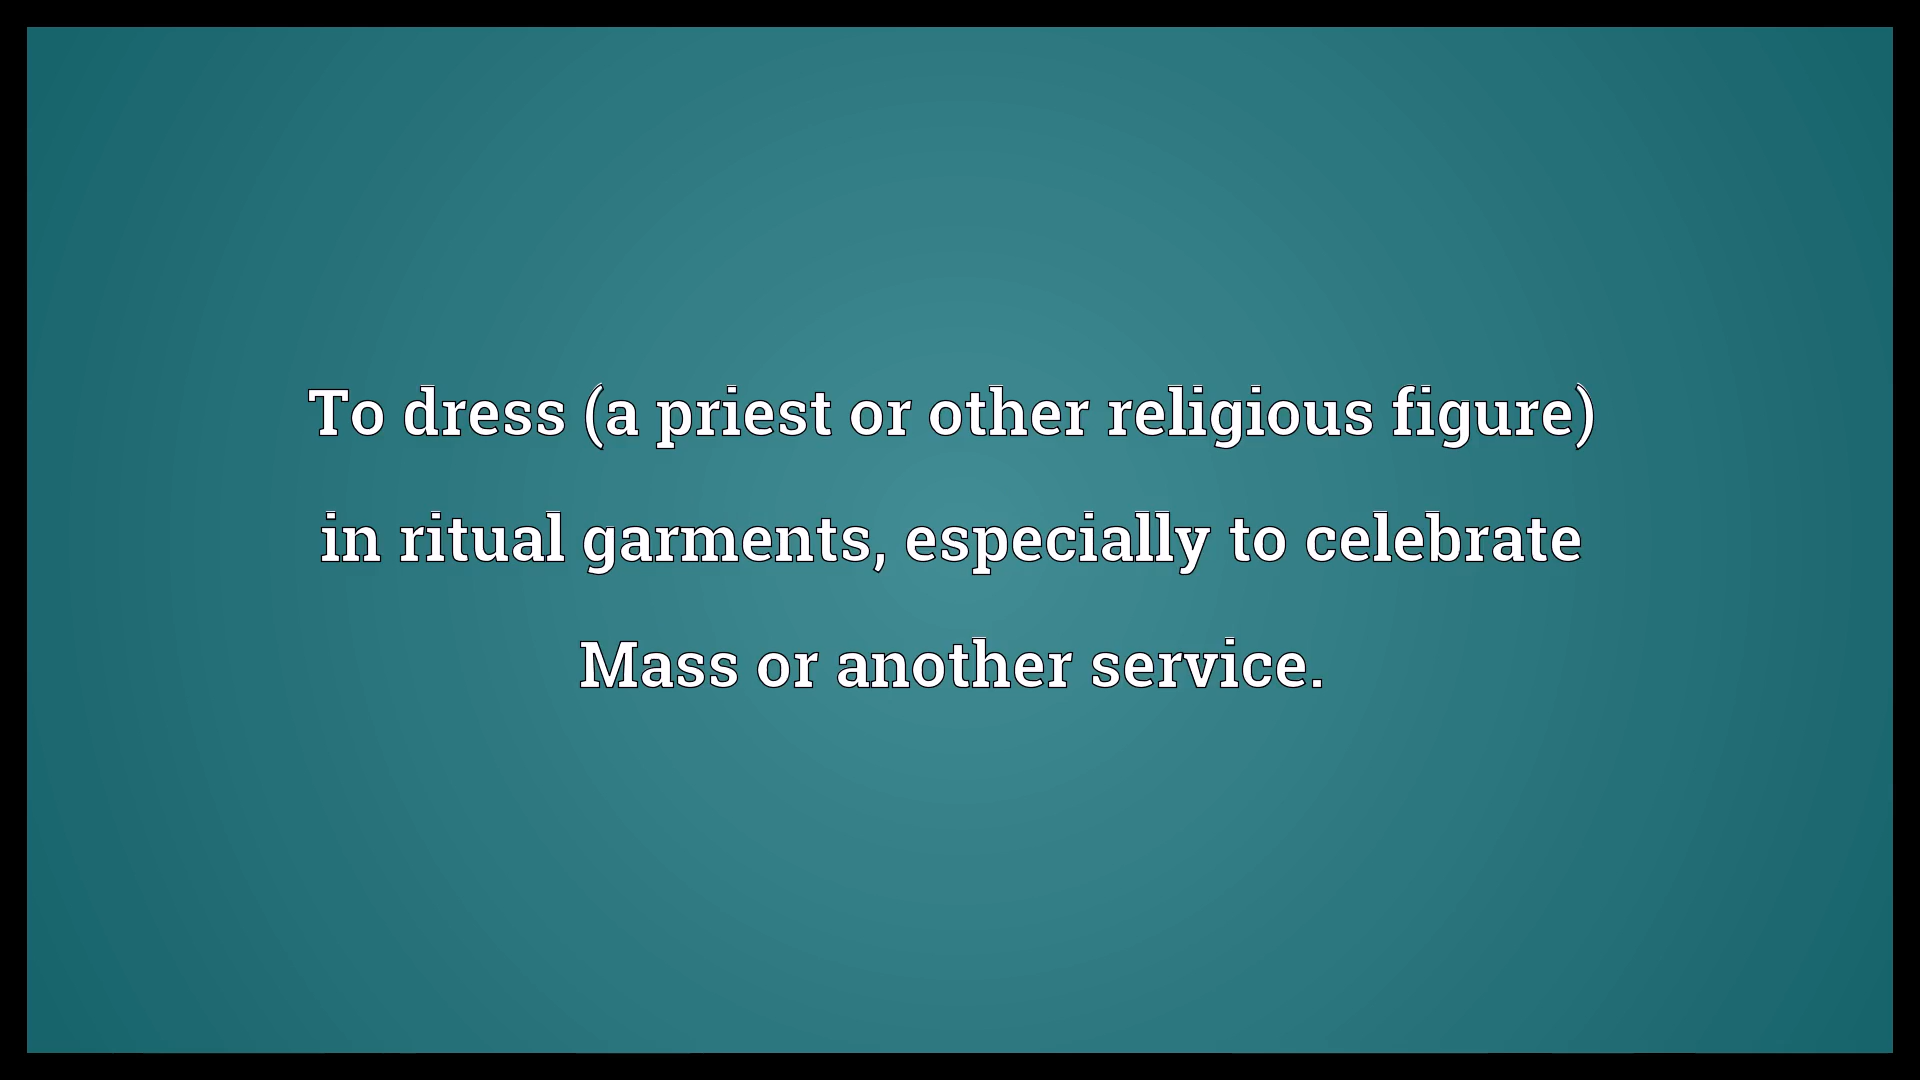 To dress (a priest or other religious figure)
in ritual garments, especially to celebrate
Mass or another service.